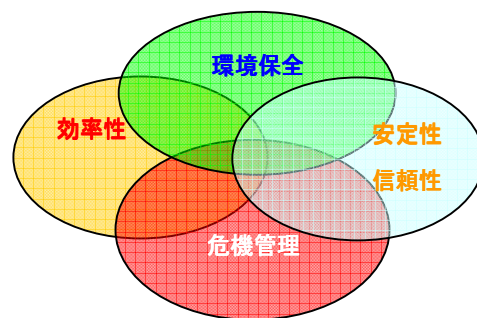 環境保全
効率性
安定性
信頼性
危機管理